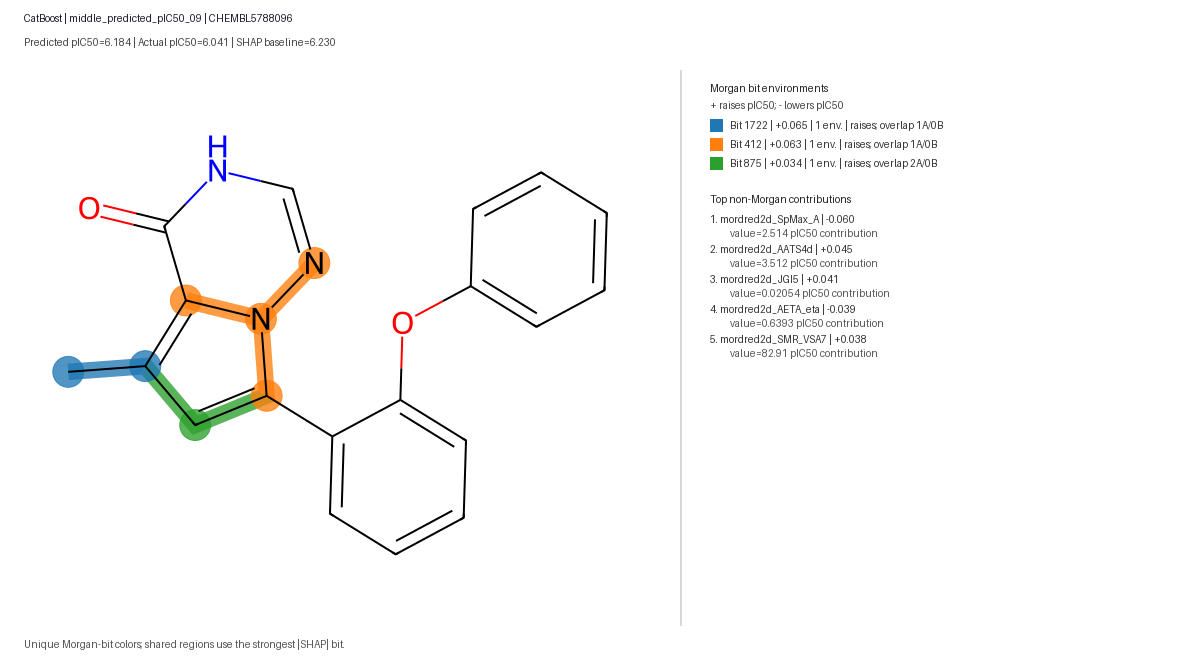 CatBoost | middle_predicted_pIC50_09 | CHEMBL5788096
Predicted pIC50=6.184 | Actual pIC50=6.041 | SHAP baseline=6.230
Morgan bit environments
+ raises pIC50; - lowers pIC50
Bit 1722 | +0.065 | 1 env. | raises; overlap 1A/0B
Bit 412 | +0.063 | 1 env. | raises; overlap 1A/0B
Bit 875 | +0.034 | 1 env. | raises; overlap 2A/0B
Top non-Morgan contributions
1. mordred2d_SpMax_A | -0.060
value=2.514 pIC50 contribution
2. mordred2d_AATS4d | +0.045
value=3.512 pIC50 contribution
3. mordred2d_JGI5 | +0.041
value=0.02054 pIC50 contribution
4. mordred2d_AETA_eta | -0.039
value=0.6393 pIC50 contribution
5. mordred2d_SMR_VSA7 | +0.038
value=82.91 pIC50 contribution
H
N
O
N
N
O
Unique Morgan-bit colors; shared regions use the strongest |SHAP| bit.